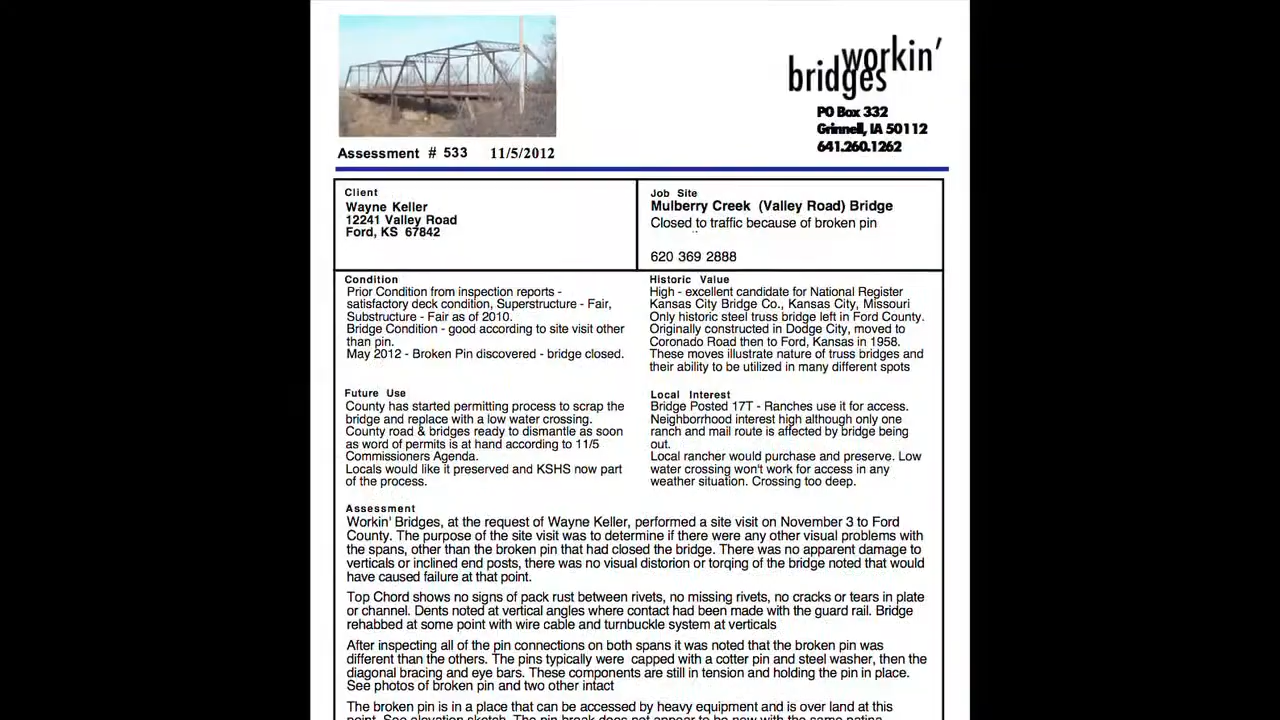 workin'
bridges
PO Box 332
Grinnell, IA 50112
641.260.1262
Assessment # 533 11/5/2012
Client
Wayne Keller
12241 Valley Road
Ford, KS 67842
Job Site
Mulberry Creek (Valley Road) Bridge
Closed to traffic because of broken pin
620 369 2888
Condition
Prior Condition from inspection reports -
satisfactory deck condition, Superstructure - Fair,
Substructure - Fair as of 2010.
Bridge Condition - good according to site visit other
than pin.
May 2012 - Broken Pin discovered - bridge closed.
Historic Value
High - excellent candidate for National Register
Kansas City Bridge Co., Kansas City, Missouri
Only historic steel truss bridge left in Ford County.
Originally constructed in Dodge City, moved to
Coronado Road then to Ford, Kansas in 1958.
These moves illustrate nature of truss bridges and
their ability to be utilized in many different spots
Future Use
County has started permitting process to scrap the
bridge and replace with a low water crossing.
County road & bridges ready to dismantle as soon
as word of permits is at hand according to 11/5
Commissioners Agenda.
Locals would like it preserved and KSHS now part
of the process.
Local Interest
Bridge Posted 17T - Ranches use it for access.
Neighborrhood interest high although only one
ranch and mail route is affected by bridge being
out.
Local rancher would purchase and preserve. Low
water crossing won't work for access in any
weather situation. Crossing too deep.
Assessment
Workin' Bridges, at the request of Wayne Keller, performed a site visit on November 3 to Ford
County. The purpose of the site visit was to determine if there were any other visual problems with
the spans, other than the broken pin that had closed the bridge. There was no apparent damage to
verticals or inclined end posts, there was no visual distorion or torqing of the bridge noted that would
have caused failure at that point.
Top Chord shows no signs of pack rust between rivets, no missing rivets, no cracks or tears in plate
or channel. Dents noted at vertical angles where contact had been made with the guard rail. Bridge
rehabbed at some point with wire cable and turnbuckle system at verticals
After inspecting all of the pin connections on both spans it was noted that the broken pin was
different than the others. The pins typically were capped with a cotter pin and steel washer, then the
diagonal bracing and eye bars. These components are still in tension and holding the pin in place.
See photos of broken pin and two other intact
The broken pin is in a place that can be accessed by heavy equipment and is over land at this
point. See elevation sketch. The pin break does not appear to be new with the same patina